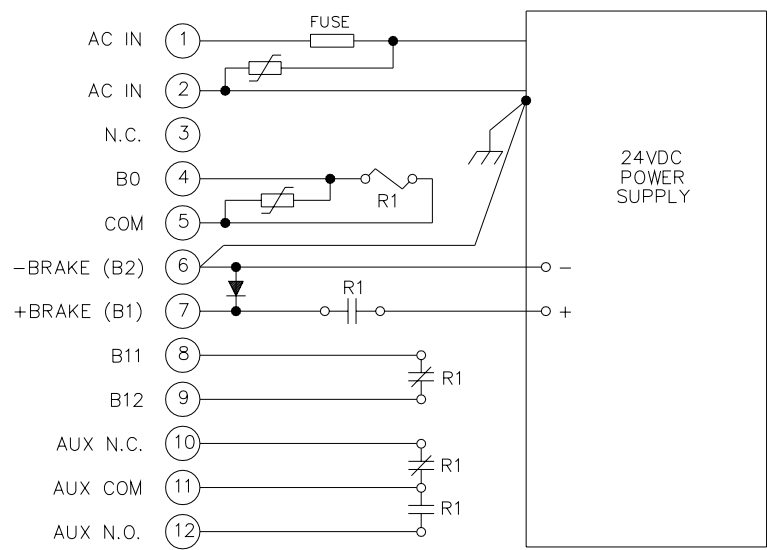 FUSE
AC IN 1
AC IN 2
N.C. 3
B0 4
R1
COM 5
-BRAKE (B2) 6 -
R1
+BRAKE (B1) 7 +
B11 8
R1
B12 9
AUX N.C. 10
R1
AUX COM 11
R1
AUX N.O. 12
24VDC
POWER
SUPPLY